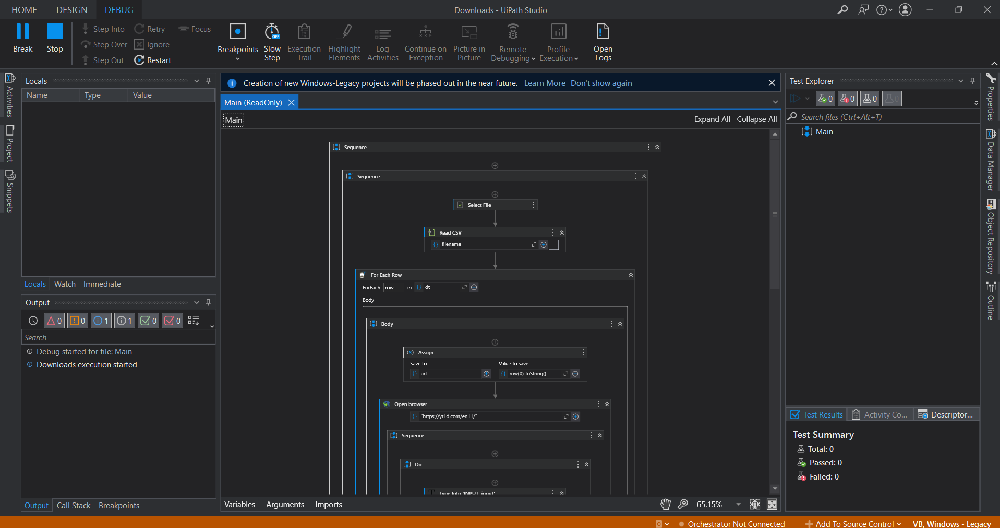 HOME DESIGN DEBUG
Downloads - UiPath Studio
Break
Stop
Step Into
Step Over
Step Out
Retry
Ignore
Restart
Focus
Breakpoints
Slow
Step
OFF
Execution
Trail
Highlight
Elements
Log
Activities
Continue on
Exception
Picture in
Picture
Remote
Debugging
Profile
Execution
Open
Logs
Activities
Project
Snippets
Locals
Name Type Value
Locals Watch Immediate
Output
0 0 1 1 0 0
Search
Debug started for file: Main
Downloads execution started
Output Call Stack Breakpoints
Creation of new Windows-Legacy projects will be phased out in the near future. Learn More Don't show again
Main (ReadOnly)
Main
Expand All Collapse All
Sequence
Sequence
Select File
Read CSV
filename
...
For Each Row
ForEach row in dt
Body
Body
Assign
Save to Value to save
url = row(0).ToString()
Open browser
"https://yt1d.com/en11/"
Sequence
Do
Type Into 'INPUT input'
Variables Arguments Imports
65.15%
Test Explorer
0 0 0 0
Search files (Ctrl+Alt+T)
Main
Test Results Activity Co... Descriptor...
Test Summary
Total: 0
Passed: 0
Failed: 0
Properties
Data Manager
Object Repository
Outline
Orchestrator Not Connected
Add To Source Control
VB, Windows - Legacy